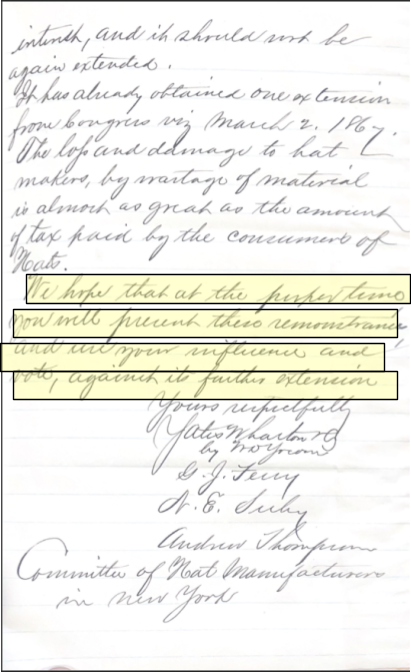 interest, and it should not be
again extended.
It has already obtained one extension
from Congress viz March 2. 1867.
The loss and damage to hat
makers, by wastage of material
is almost as great as the amount
of tax paid by the consumers of
Hats.
We hope that at the proper time
you will present these remonstrances
and use your influence and
vote, against its further extension
Yours respectfully
Yates Wharton & Co
by
G. J. Ferry
N. E.
Andrew Thompson
Committee of Hat Manufacturers
in New York